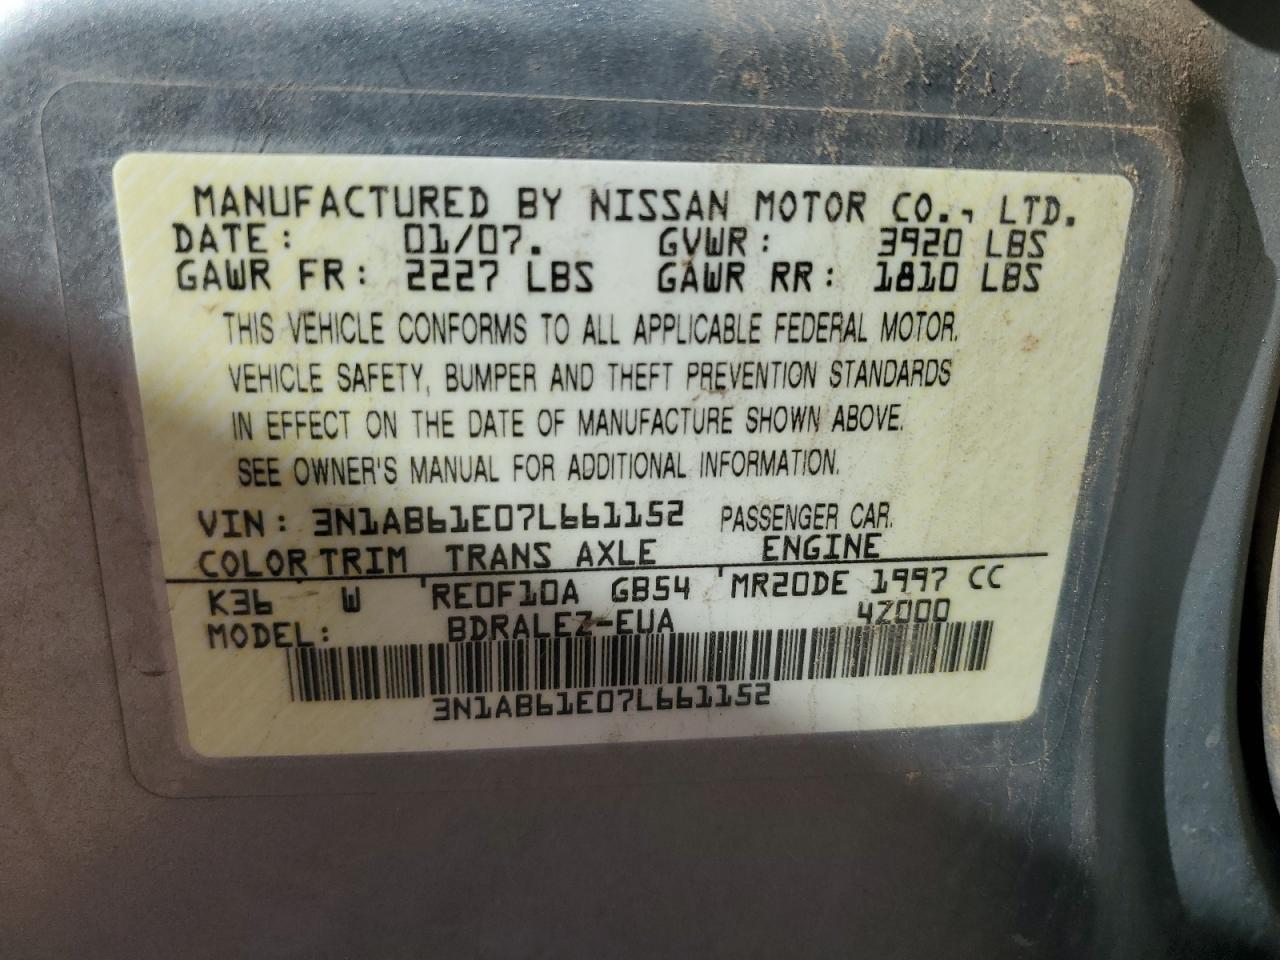 MANUFACTURED BY NISSAN MOTOR CO., LTD.
DATE: 01/07. GVWR: 3920 LBS
GAWR FR: 2227 LBS GAWR RR: 1810 LBS
THIS VEHICLE CONFORMS TO ALL APPLICABLE FEDERAL MOTOR.
VEHICLE SAFETY, BUMPER AND THEFT PREVENTION STANDARDS
IN EFFECT ON THE DATE OF MANUFACTURE SHOWN ABOVE.
SEE OWNER'S MANUAL FOR ADDITIONAL INFORMATION.
VIN: 3N1AB61E07L661152 PASSENGER CAR.
COLOR TRIM TRANS AXLE ENGINE
K36 W RE0F10A GB54 MR20DE 1997 CC
MODEL: BDRALEZ-EUA 4Z000
3N1AB61E07L661152